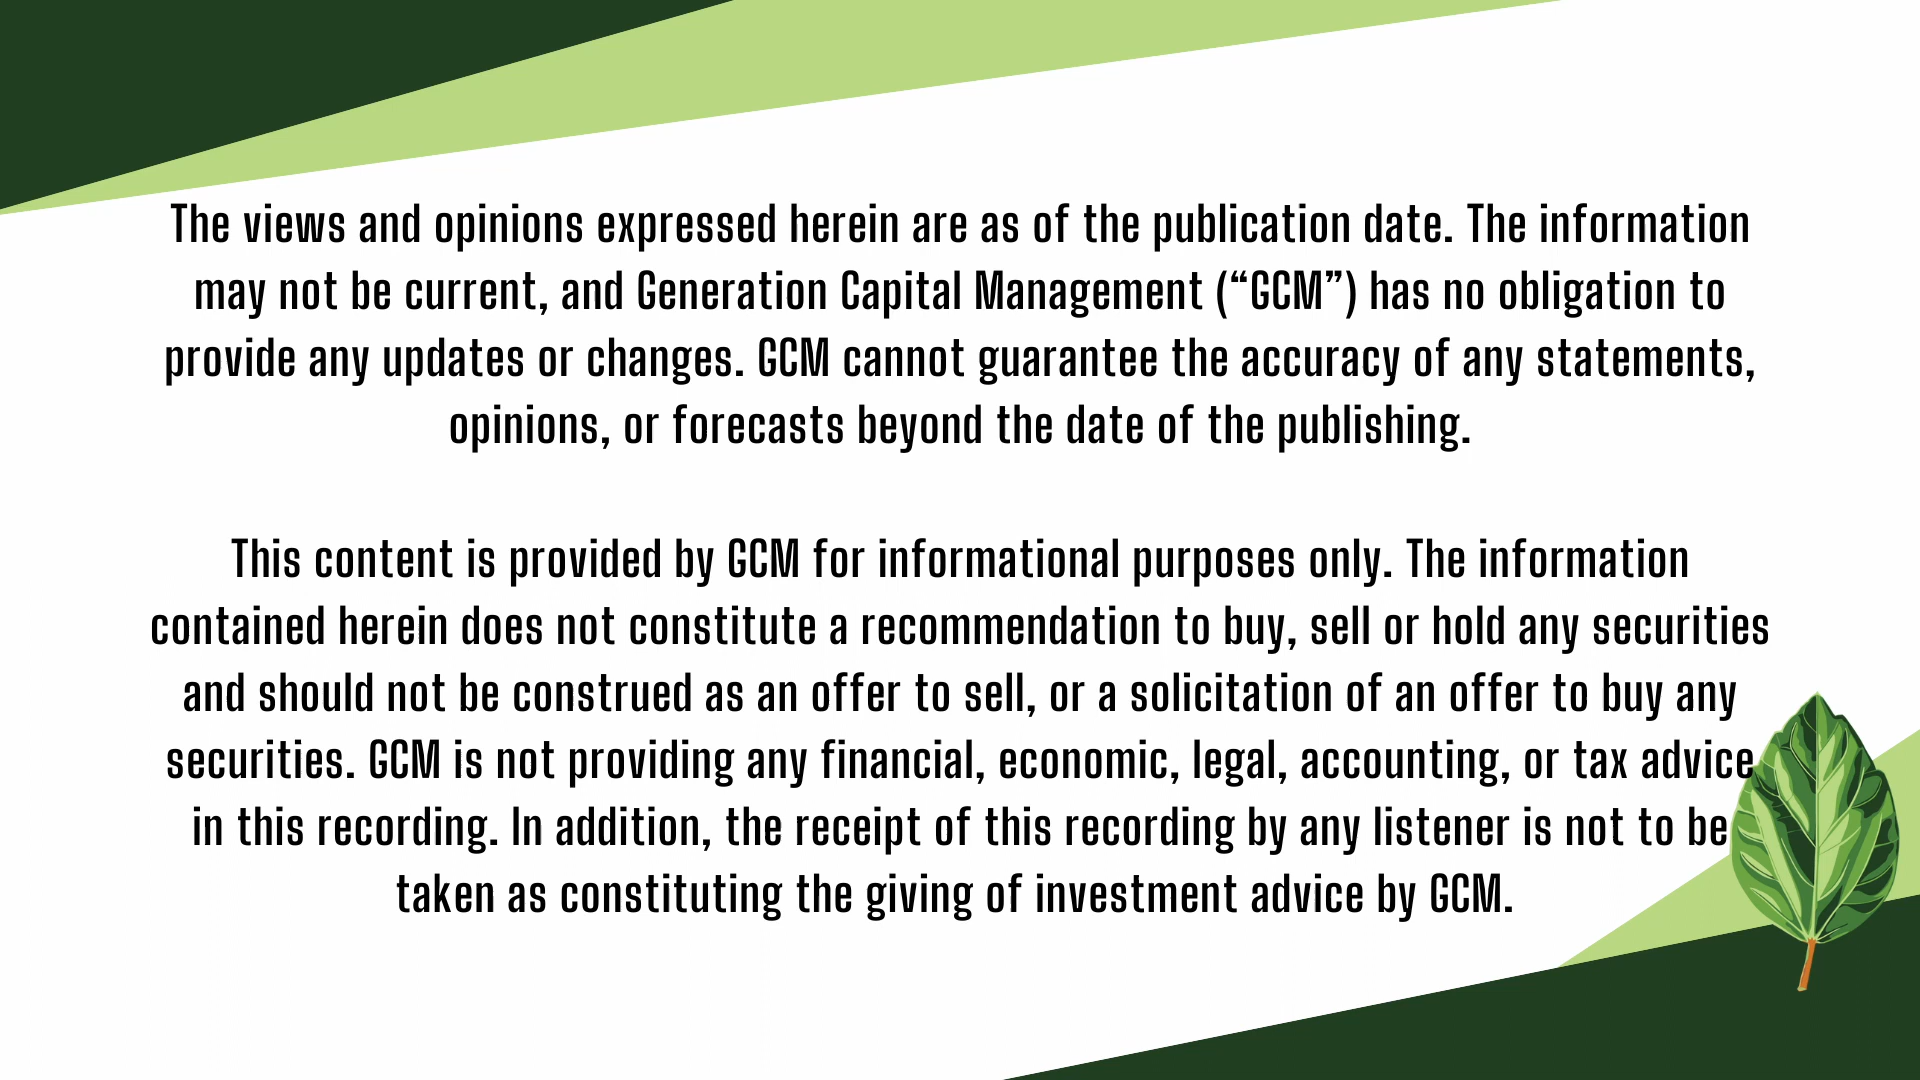 The views and opinions expressed herein are as of the publication date. The information
may not be current, and Generation Capital Management (“GCM”) has no obligation to
provide any updates or changes. GCM cannot guarantee the accuracy of any statements,
opinions, or forecasts beyond the date of the publishing.
This content is provided by GCM for informational purposes only. The information
contained herein does not constitute a recommendation to buy, sell or hold any securities
and should not be construed as an offer to sell, or a solicitation of an offer to buy any
securities. GCM is not providing any financial, economic, legal, accounting, or tax advice
in this recording. In addition, the receipt of this recording by any listener is not to be
taken as constituting the giving of investment advice by GCM.